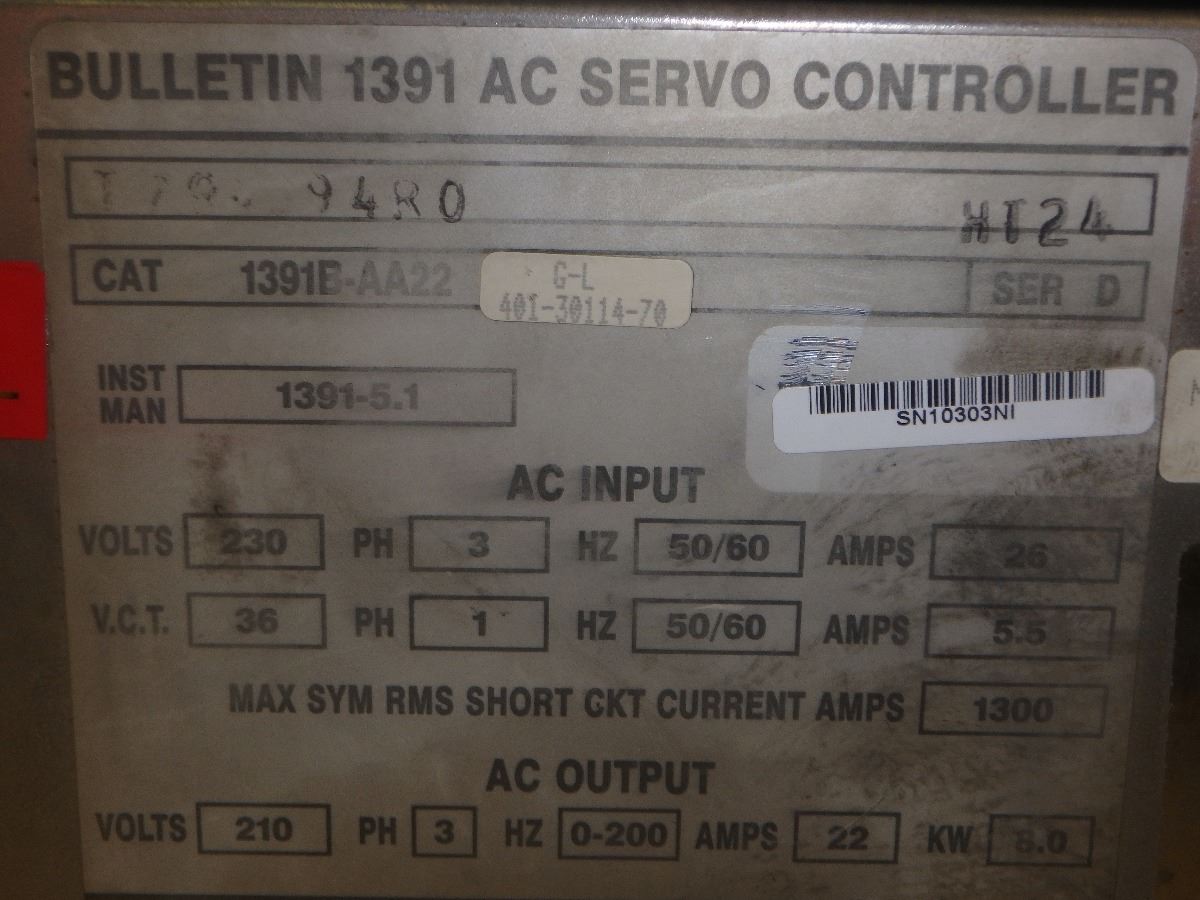 BULLETIN 1391 AC SERVO CONTROLLER
94R0 HT24
CAT 1391B-AA22 SER D
G-L
401-30114-70
INST MAN 1391-5.1
SN10303NI
AC INPUT
VOLTS 230 PH 3 HZ 50/60 AMPS 26
V.C.T. 36 PH 1 HZ 50/60 AMPS 5.5
MAX SYM RMS SHORT CKT CURRENT AMPS 1300
AC OUTPUT
VOLTS 210 PH 3 HZ 0-200 AMPS 22 KW 8.0